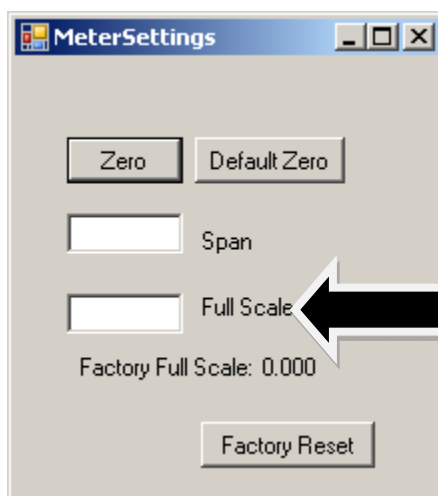 MeterSettings
Zero Default Zero
Span
Full Scale
Factory Full Scale: 0.000
Factory Reset